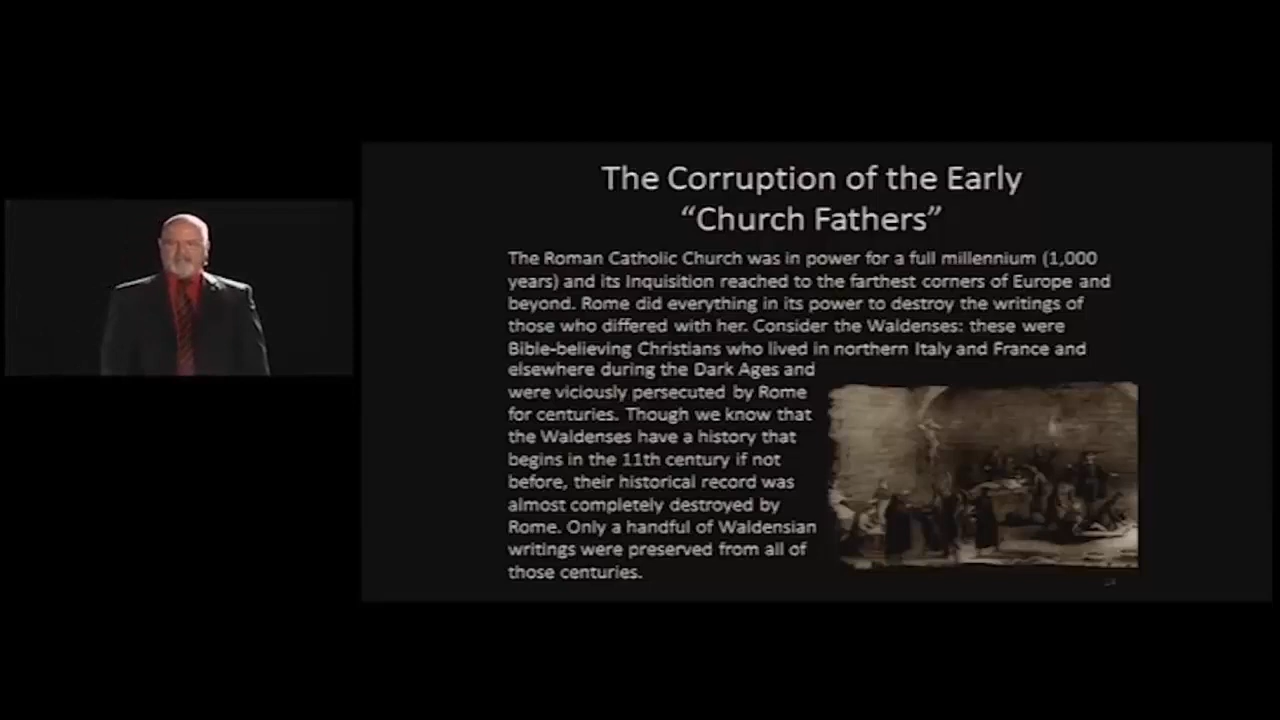 The Corruption of the Early
“Church Fathers”
The Roman Catholic Church was in power for a full millennium (1,000
years) and its Inquisition reached to the farthest corners of Europe and
beyond. Rome did everything in its power to destroy the writings of
those who differed with her. Consider the Waldenses: these were
Bible-believing Christians who lived in northern Italy and France and
elsewhere during the Dark Ages and
were viciously persecuted by Rome
for centuries. Though we know that
the Waldenses have a history that
begins in the 11th century if not
before, their historical record was
almost completely destroyed by
Rome. Only a handful of Waldensian
writings were preserved from all of
those centuries.